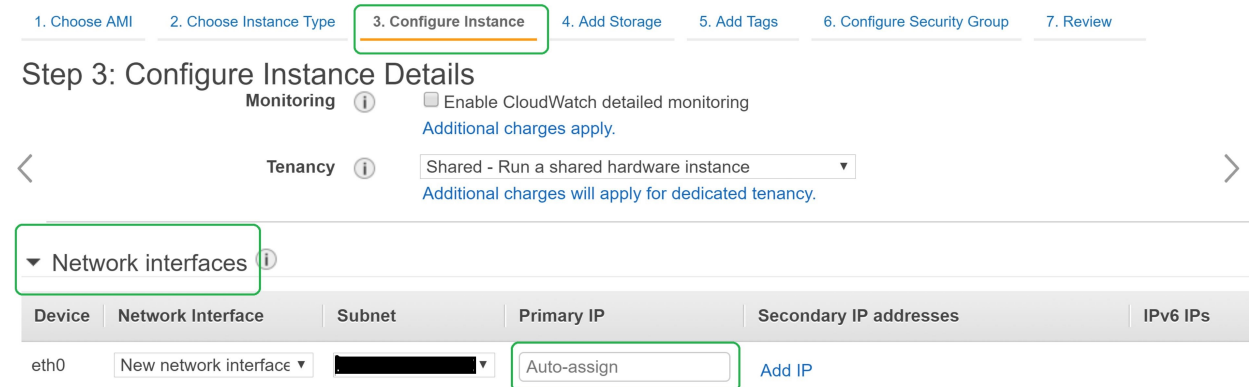 1. Choose AMI 2. Choose Instance Type 3. Configure Instance 4. Add Storage 5. Add Tags 6. Configure Security Group 7. Review
Step 3: Configure Instance Details
Monitoring i Enable CloudWatch detailed monitoring
Additional charges apply.
Tenancy i Shared - Run a shared hardware instance
Additional charges will apply for dedicated tenancy.
Network interfaces i
Device Network Interface Subnet Primary IP Secondary IP addresses IPv6 IPs
eth0 New network interface Auto-assign Add IP